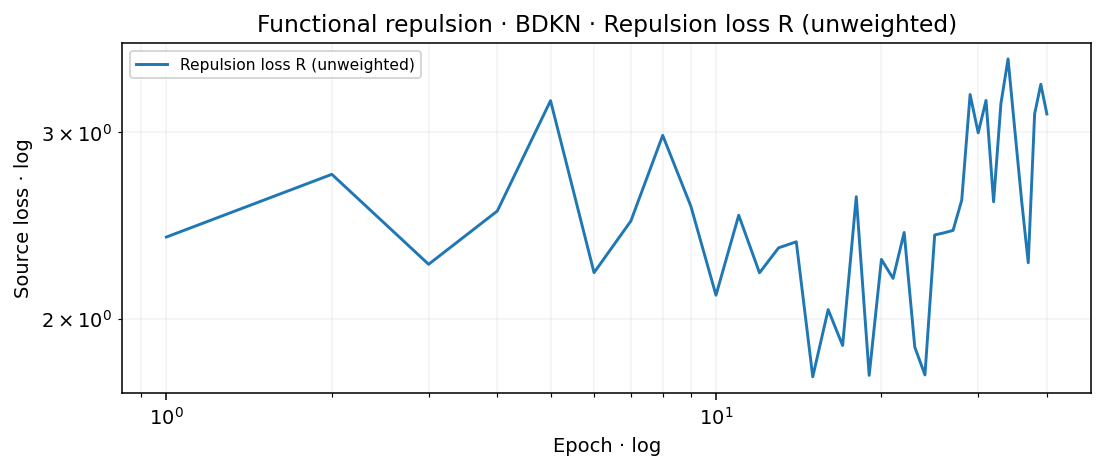 Functional repulsion · BDKN · Repulsion loss R (unweighted)
Repulsion loss R (unweighted)
Source loss · log
3 × 10⁰
2 × 10⁰
10⁰
10¹
Epoch · log